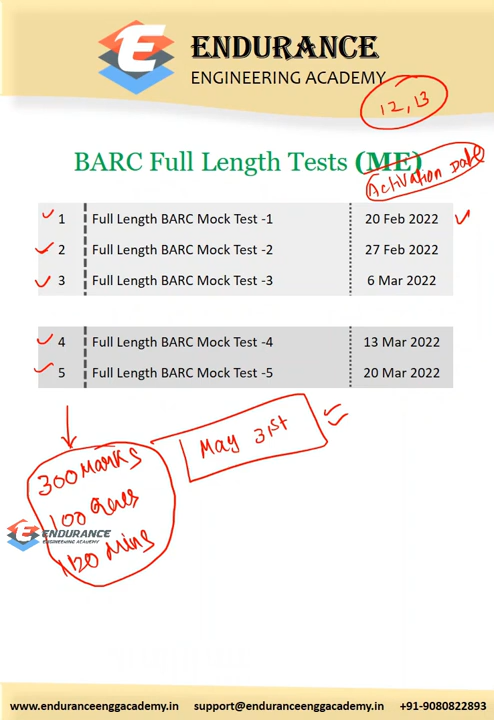 ENDURANCE
ENGINEERING ACADEMY
12, 13
BARC Full Length Tests (ME)
Activation Date
1 Full Length BARC Mock Test -1 20 Feb 2022
2 Full Length BARC Mock Test -2 27 Feb 2022
3 Full Length BARC Mock Test -3 6 Mar 2022
4 Full Length BARC Mock Test -4 13 Mar 2022
5 Full Length BARC Mock Test -5 20 Mar 2022
May 31st
300 Marks
100 Ques
ENDURANCE
ENGINEERING ACADEMY
120 mins
www.enduranceenggacademy.in support@enduranceenggacademy.in +91-9080822893